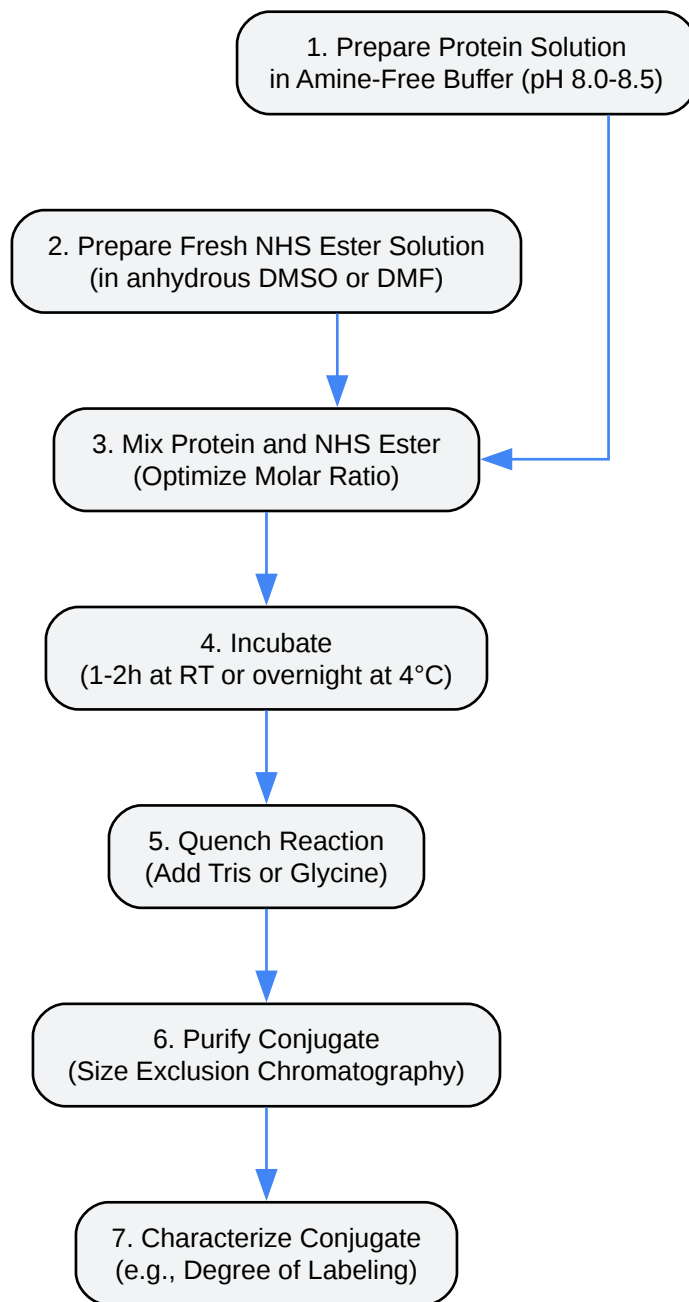 1. Prepare Protein Solution
in Amine-Free Buffer (pH 8.0-8.5)
2. Prepare Fresh NHS Ester Solution
(in anhydrous DMSO or DMF)
3. Mix Protein and NHS Ester
(Optimize Molar Ratio)
4. Incubate
(1-2h at RT or overnight at 4°C)
5. Quench Reaction
(Add Tris or Glycine)
6. Purify Conjugate
(Size Exclusion Chromatography)
7. Characterize Conjugate
(e.g., Degree of Labeling)